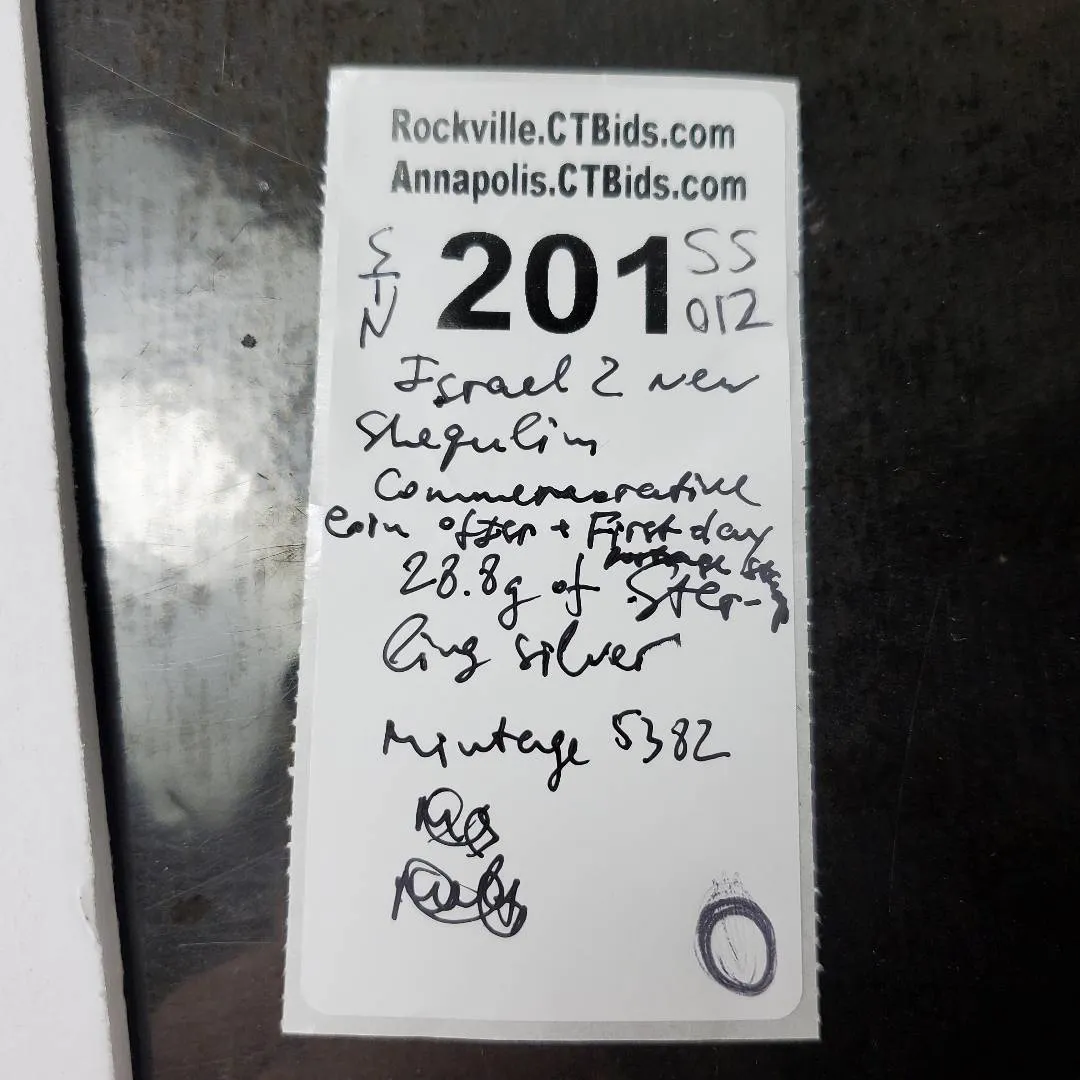 Rockville.CTBids.com
Annapolis.CTBids.com
201
SS
012
Israel 2 New
Shequlim
Commemorative
coin offer + First day
28.8g of Ster-
ling silver
Mintage 5382